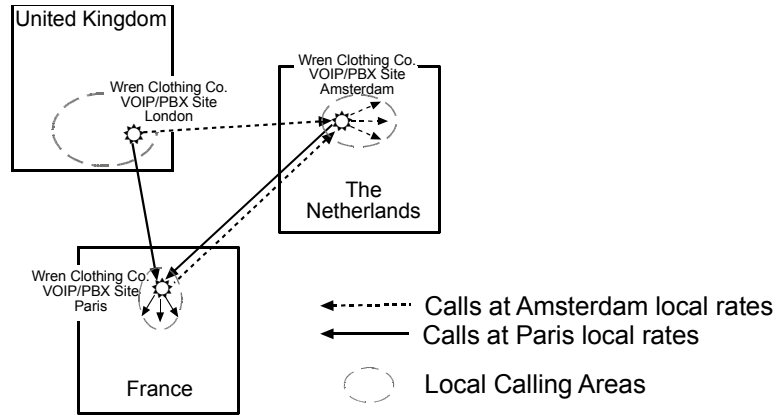 United Kingdom
Wren Clothing Co.
VOIP/PBX Site
London
Wren Clothing Co.
VOIP/PBX Site
Amsterdam
The
Netherlands
Wren Clothing Co.
VOIP/PBX Site
Paris
France
Calls at Amsterdam local rates
Calls at Paris local rates
Local Calling Areas